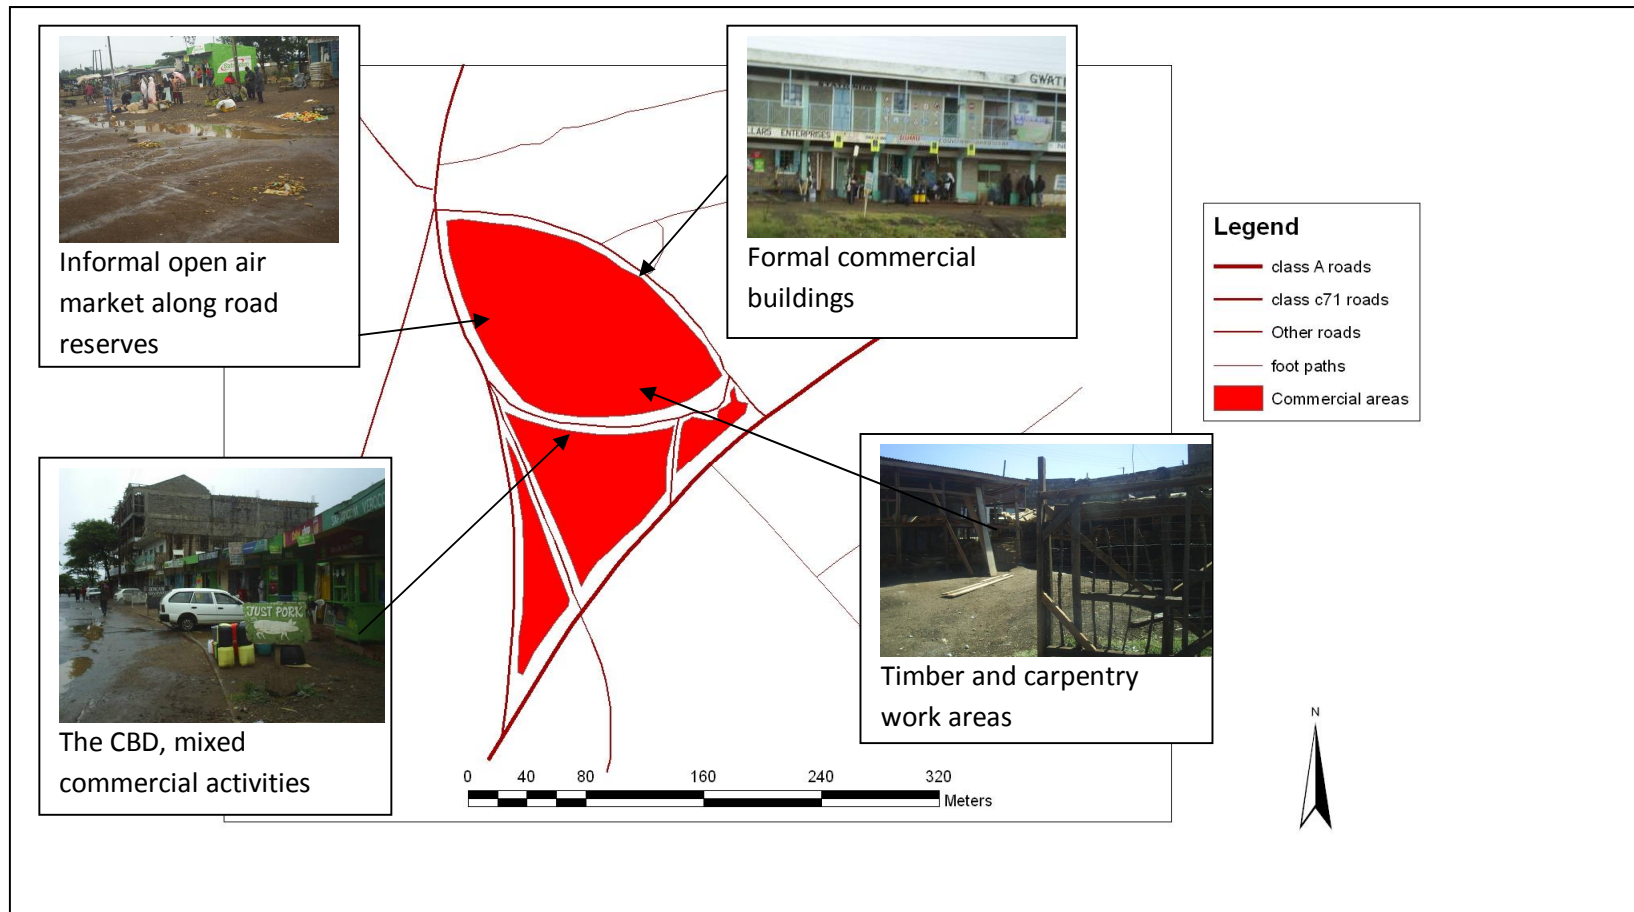 Informal open air
market along road
reserves
GWATI
STATIONERS
LLARS ENTERPRISES
Formal commercial
buildings
Legend
class A roads
class c71 roads
Other roads
foot paths
Commercial areas
JUST PORK
The CBD, mixed
commercial activities
Timber and carpentry
work areas
0 40 80 160 240 320
Meters
N